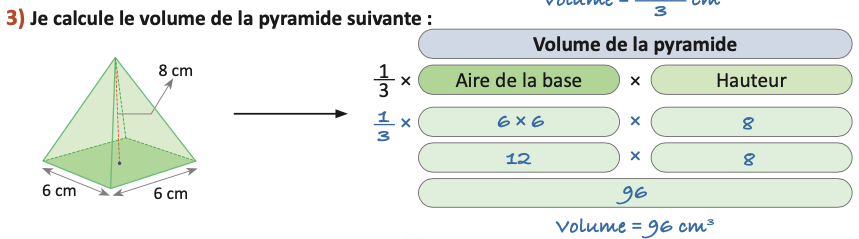 Volume = — cm
3
3) Je calcule le volume de la pyramide suivante :
Volume de la pyramide
8 cm
1/3 × Aire de la base × Hauteur
1/3 × 6 × 6 × 8
12 × 8
6 cm 6 cm
96
Volume = 96 cm³